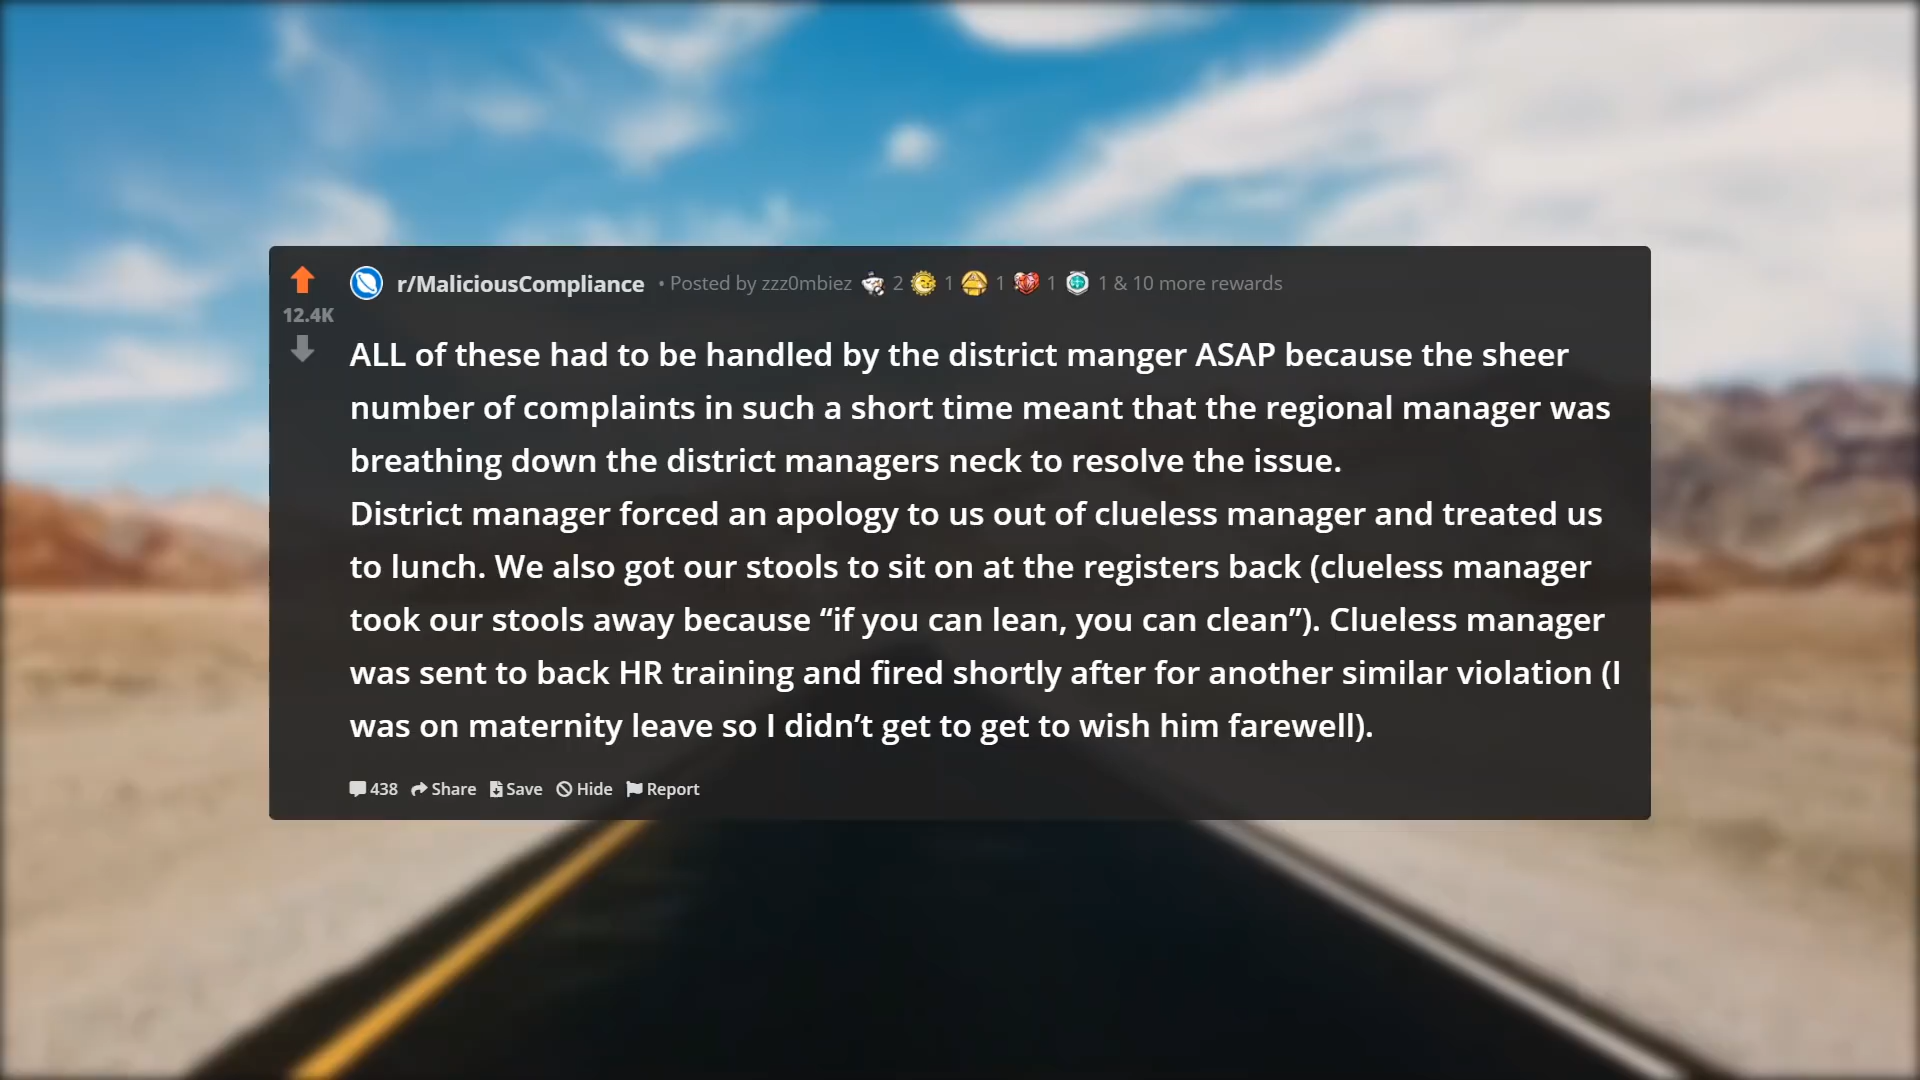 r/MaliciousCompliance • Posted by zzz0mbiez 2 1 1 1 1 & 10 more rewards
12.4K
ALL of these had to be handled by the district manger ASAP because the sheer
number of complaints in such a short time meant that the regional manager was
breathing down the district managers neck to resolve the issue.
District manager forced an apology to us out of clueless manager and treated us
to lunch. We also got our stools to sit on at the registers back (clueless manager
took our stools away because “if you can lean, you can clean”). Clueless manager
was sent to back HR training and fired shortly after for another similar violation (I
was on maternity leave so I didn’t get to get to wish him farewell).
438 Share Save Hide Report